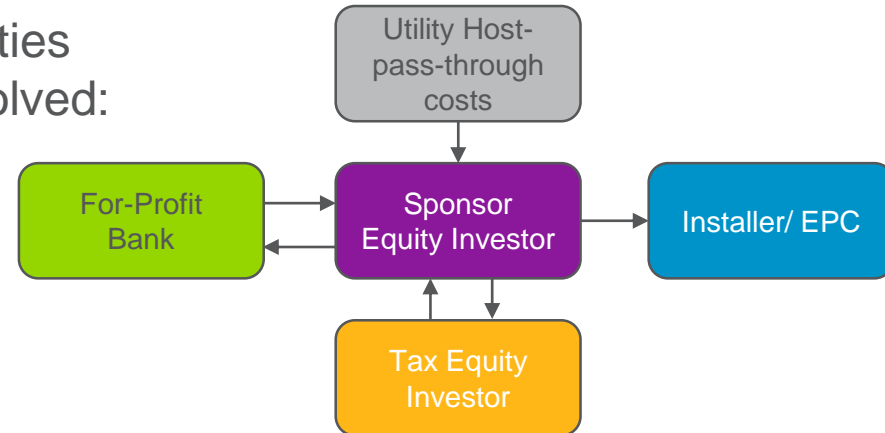 ties
olved:
Utility Host-
pass-through
costs
For-Profit
Bank
Sponsor
Equity Investor
Installer/ EPC
Tax Equity
Investor